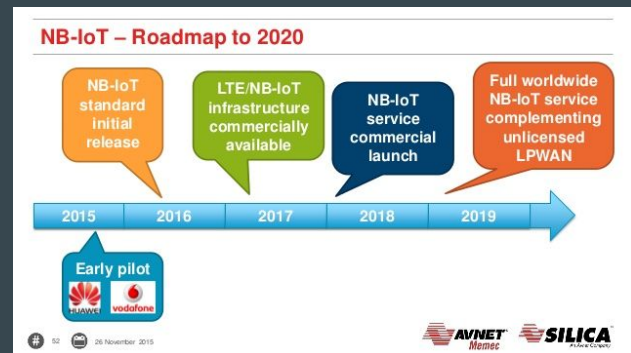 NB-IoT – Roadmap to 2020
NB-IoT
standard
initial
release
LTE/NB-IoT
infrastructure
commercially
available
NB-IoT
service
commercial
launch
Full worldwide
NB-IoT service
complementing
unlicensed
LPWAN
2015 2016 2017 2018 2019
Early pilot
HUAWEI vodafone
# 52 26 November 2015
AVNET
Memec
SILICA